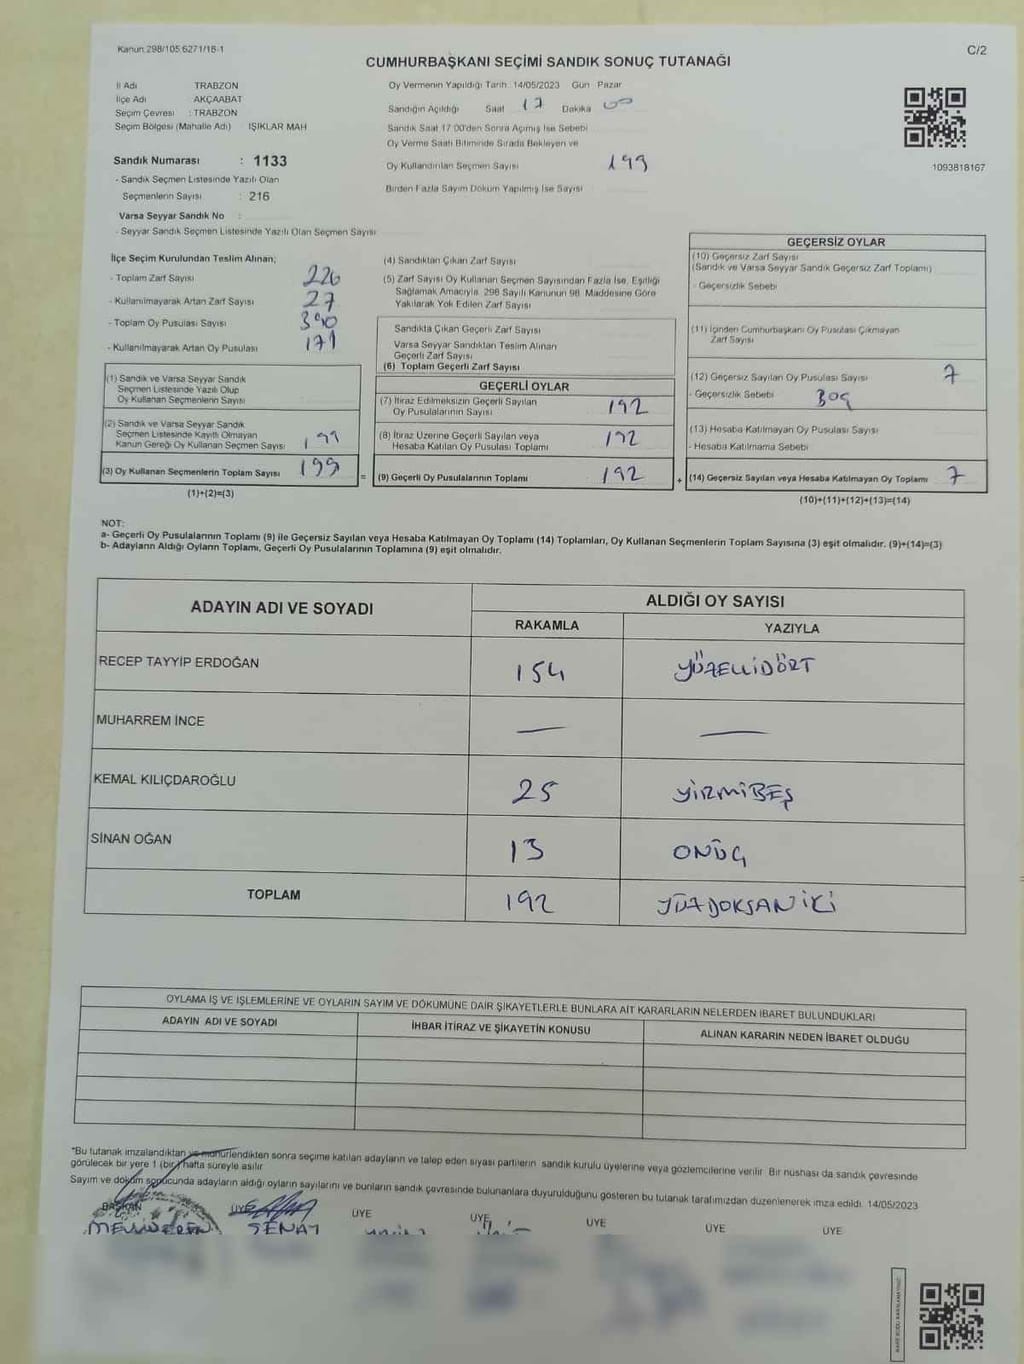 Kanun 298/105 6271/18-1
C/2
CUMHURBAŞKANI SEÇİMİ SANDIK SONUÇ TUTANAĞI
İl Adı TRABZON
İlçe Adı AKÇAABAT
Seçim Çevresi : TRABZON
Seçim Bölgesi (Mahalle Adı) IŞIKLAR MAH
Sandık Numarası : 1133
- Sandık Seçmen Listesinde Yazılı Olan
Seçmenlerin Sayısı : 216
Varsa Seyyar Sandık No :
- Seyyar Sandık Seçmen Listesinde Yazılı Olan Seçmen Sayısı
Oy Vermenin Yapıldığı Tarih 14/05/2023 Gün Pazar
Sandığın Açıldığı Saat 17 Dakika 00
Sandık Saat 17:00'den Sonra Açılmış İse Sebebi
Oy Verme Saati Bitiminde Sırada Bekleyen ve
Oy Kullandırılan Seçmen Sayısı 199
Birden Fazla Sayım Döküm Yapılmış İse Sayısı
1093818167
İlçe Seçim Kurulundan Teslim Alınan;
- Toplam Zarf Sayısı 226
- Kullanılmayarak Artan Zarf Sayısı 27
- Toplam Oy Pusulası Sayısı 390
- Kullanılmayarak Artan Oy Pusulası 171
(1) Sandık ve Varsa Seyyar Sandık
Seçmen Listesinde Yazılı Olup
Oy Kullanan Seçmenlerin Sayısı
(2) Sandık ve Varsa Seyyar Sandık
Seçmen Listesinde Kayıtlı Olmayan
Kanun Gereği Oy Kullanan Seçmen Sayısı 199
(3) Oy Kullanan Seçmenlerin Toplam Sayısı 199
(1)+(2)=(3)
(4) Sandıktan Çıkan Zarf Sayısı
(5) Zarf Sayısı Oy Kullanan Seçmen Sayısından Fazla İse, Eşitliği
Sağlamak Amacıyla, 298 Sayılı Kanunun 98. Maddesine Göre
Yakılarak Yok Edilen Zarf Sayısı
Sandıkta Çıkan Geçerli Zarf Sayısı
Varsa Seyyar Sandıktan Teslim Alınan
Geçerli Zarf Sayısı
(6) Toplam Geçerli Zarf Sayısı
GEÇERLİ OYLAR
(7) İtiraz Edilmeksizin Geçerli Sayılan
Oy Pusulalarının Sayısı 192
(8) İtiraz Üzerine Geçerli Sayılan veya
Hesaba Katılan Oy Pusulası Toplamı 192
= (9) Geçerli Oy Pusulalarının Toplamı 192
GEÇERSİZ OYLAR
(10) Geçersiz Zarf Sayısı
(Sandık ve Varsa Seyyar Sandık Geçersiz Zarf Toplamı)
- Geçersizlik Sebebi
(11) İçinden Cumhurbaşkanı Oy Pusulası Çıkmayan
Zarf Sayısı
(12) Geçersiz Sayılan Oy Pusulası Sayısı 7
- Geçersizlik Sebebi
(13) Hesaba Katılmayan Oy Pusulası Sayısı
- Hesaba Katılmama Sebebi
+ (14) Geçersiz Sayılan veya Hesaba Katılmayan Oy Toplamı 7
(10)+(11)+(12)+(13)=(14)
NOT:
a- Geçerli Oy Pusulalarının Toplamı (9) ile Geçersiz Sayılan veya Hesaba Katılmayan Oy Toplamı (14) Toplamları, Oy Kullanan Seçmenlerin Toplam Sayısına (3) eşit olmalıdır. (9)+(14)=(3)
b- Adayların Aldığı Oyların Toplamı, Geçerli Oy Pusulalarının Toplamına (9) eşit olmalıdır.
ADAYIN ADI VE SOYADI
ALDIĞI OY SAYISI
RAKAMLA YAZIYLA
RECEP TAYYİP ERDOĞAN 154 YÜZELLİDÖRT
MUHARREM İNCE — —
KEMAL KILIÇDAROĞLU 25 YİRMİBEŞ
SİNAN OĞAN 13 ONÜÇ
TOPLAM 192 YÜZDOKSANİKİ
OYLAMA İŞ VE İŞLEMLERİNE VE OYLARIN SAYIM VE DÖKÜMÜNE DAİR ŞİKAYETLERLE BUNLARA AİT KARARLARIN NELERDEN İBARET BULUNDUKLARI
ADAYIN ADI VE SOYADI İHBAR İTİRAZ VE ŞİKAYETİN KONUSU ALINAN KARARIN NEDEN İBARET OLDUĞU
"Bu tutanak imzalandıktan ve mühürlendikten sonra seçime katılan adayların ve talep eden siyasi partilerin sandık kurulu üyelerine veya gözlemcilerine verilir. Bir nüshası da sandık çevresinde
görülecek bir yere 1 (bir) hafta süreyle asılır
Sayım ve döküm sonucunda adayların aldığı oyların sayılarını ve bunların sandık çevresinde bulunanlara duyurulduğunu gösteren bu tutanak tarafımızdan düzenlenerek imza edildi. 14/05/2023
BAŞKAN ÜYE ÜYE ÜYE ÜYE ÜYE ÜYE
SENAT